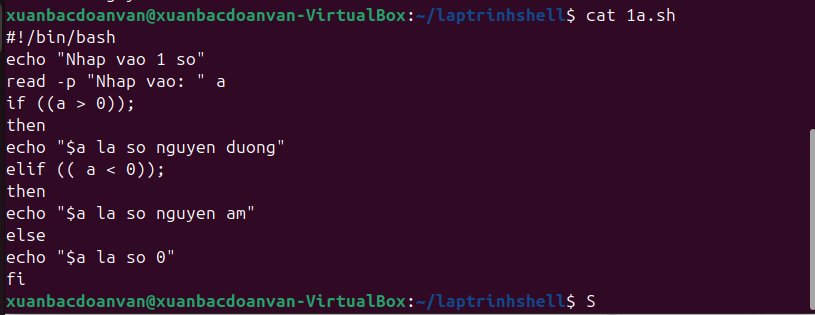 xuanbacdoanvan@xuanbacdoanvan-VirtualBox:~/laptrinhshell$ cat 1a.sh
#!/bin/bash
echo "Nhap vao 1 so"
read -p "Nhap vao: " a
if ((a > 0));
then
echo "$a la so nguyen duong"
elif (( a < 0));
then
echo "$a la so nguyen am"
else
echo "$a la so 0"
fi
xuanbacdoanvan@xuanbacdoanvan-VirtualBox:~/laptrinhshell$ S